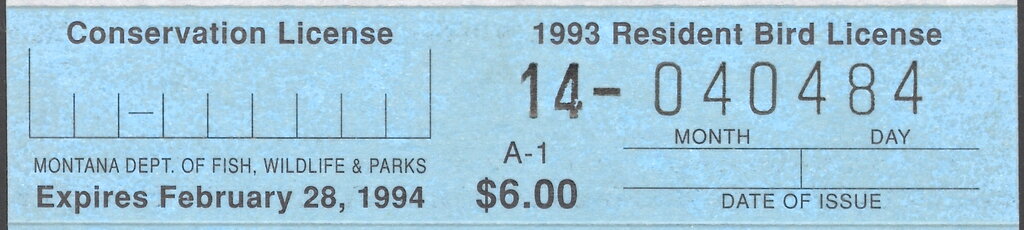 Conservation License
MONTANA DEPT. OF FISH, WILDLIFE & PARKS
Expires February 28, 1994
1993 Resident Bird License
14-040484
MONTH DAY
A-1
$6.00
DATE OF ISSUE